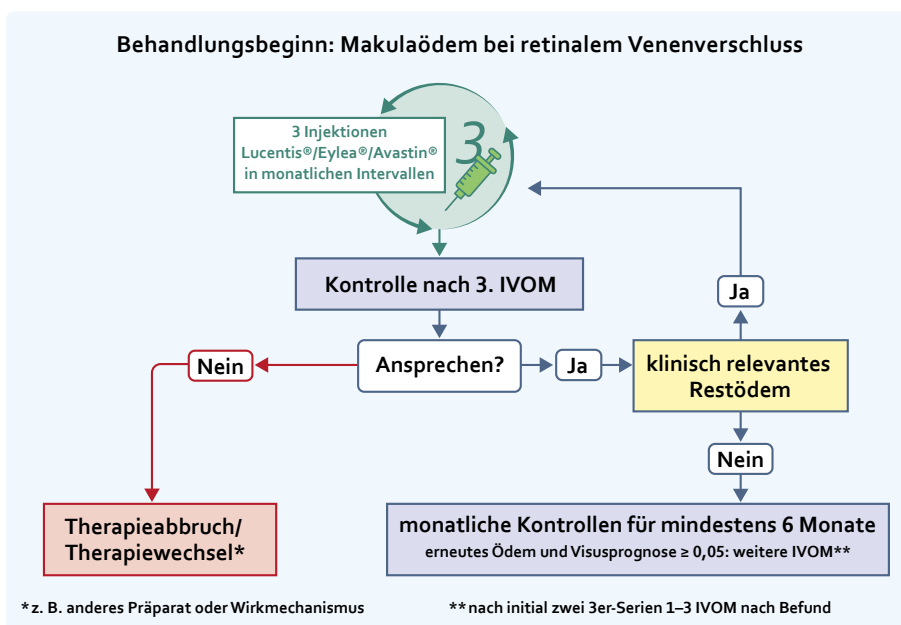 Behandlungsbeginn: Makulaödem bei retinalem Venenverschluss
3 Injektionen
Lucentis®/Eylea®/Avastin®
in monatlichen Intervallen
3
Kontrolle nach 3. IVOM
Ja
Nein
Ansprechen?
Ja
klinisch relevantes
Restödem
Nein
Therapieabbruch/
Therapiewechsel*
monatliche Kontrollen für mindestens 6 Monate
erneutes Ödem und Visusprognose ≥ 0,05: weitere IVOM**
*z. B. anderes Präparat oder Wirkmechanismus
**nach initial zwei 3er-Serien 1–3 IVOM nach Befund